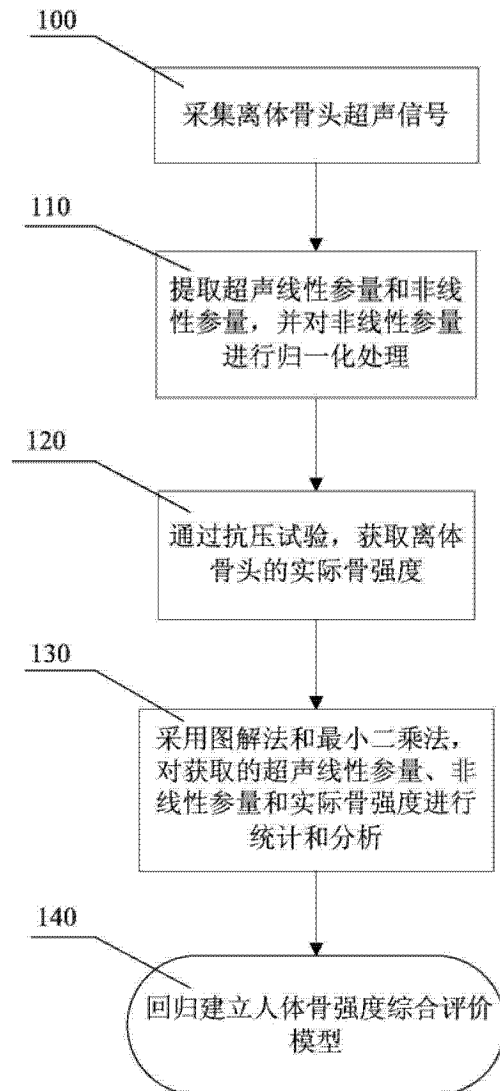 100
采集离体骨头超声信号
110
提取超声线性参量和非线
性参量，并对非线性参量
进行归一化处理
120
通过抗压试验，获取离体
骨头的实际骨强度
130
采用图解法和最小二乘法，
对获取的超声线性参量、非
线性参量和实际骨强度进行
统计和分析
140
回归建立人体骨强度综合评价
模型